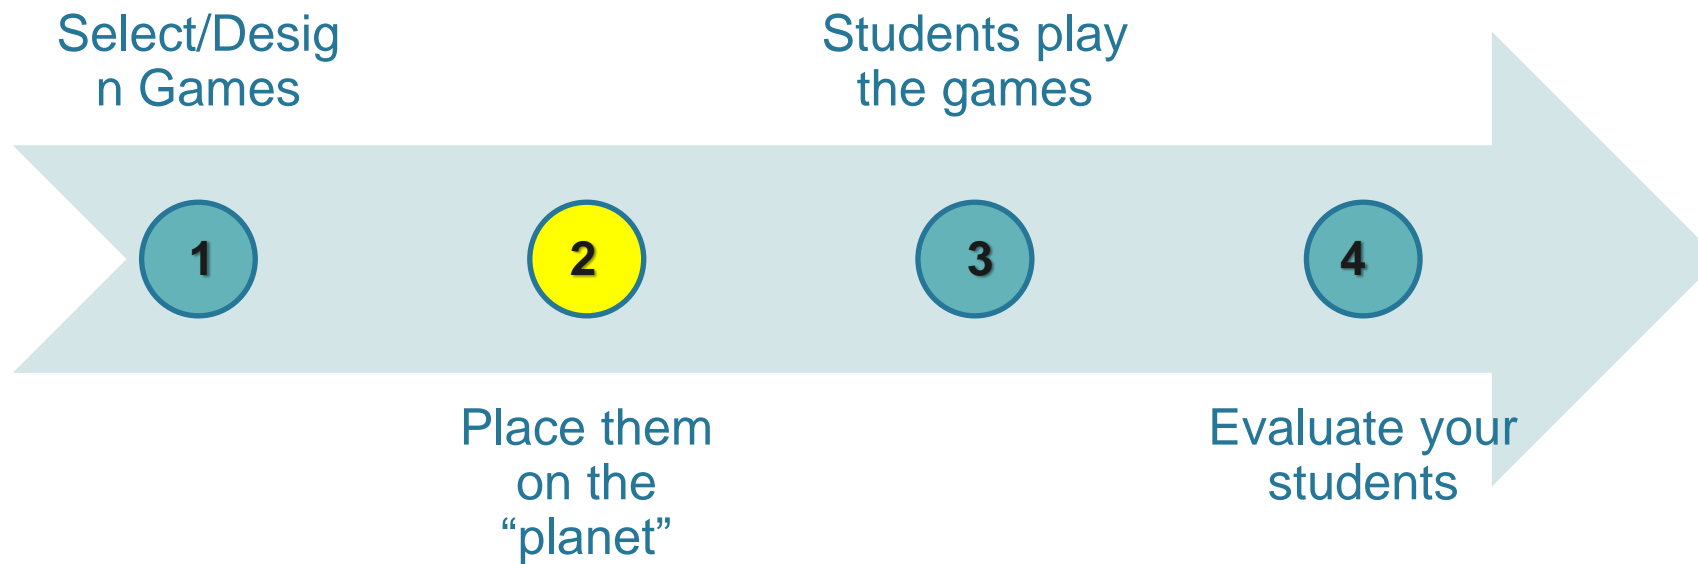 Select/Desig
n Games
Students play
the games
1
2
3
4
Place them
on the
“planet”
Evaluate your
students